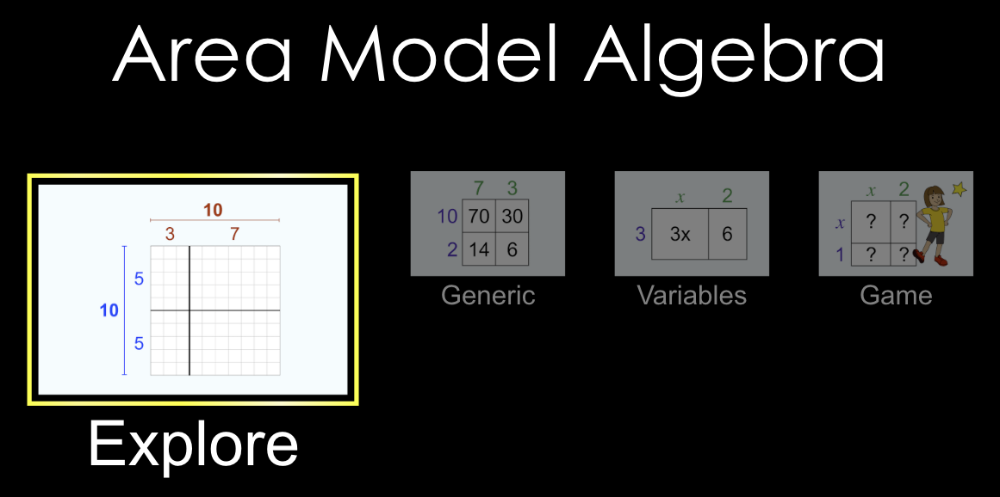 Area Model Algebra
10
3 7
5
10
5
Explore
7 3
10 70 30
2 14 6
Generic
x 2
3 3x 6
Variables
x 2
x ? ?
1 ? ?
Game